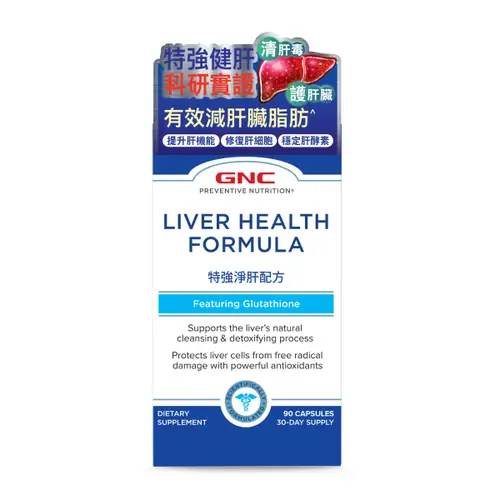 特強健肝
科研實證
清肝毒
護肝臟
有效減肝臟脂肪^
提升肝機能 修復肝細胞 穩定肝酵素
GNC
PREVENTIVE NUTRITION®
LIVER HEALTH
FORMULA
特強淨肝配方
Featuring Glutathione
Supports the liver's natural
cleansing & detoxifying process
Protects liver cells from free radical
damage with powerful antioxidants
SCIENTIFICALLY
FORMULATED
DIETARY
SUPPLEMENT
90 CAPSULES
30-DAY SUPPLY